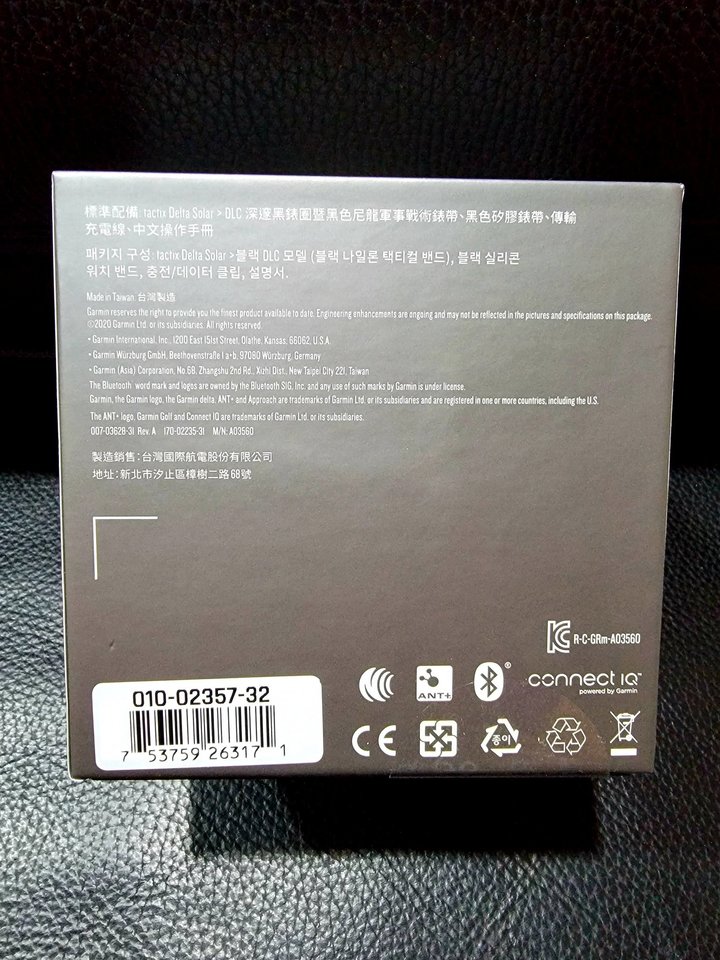 標準配備: tactix Delta Solar > DLC 深邃黑錶圈暨黑色尼龍軍事戰術錶帶、黑色矽膠錶帶、傳輸
充電線、中文操作手冊
패키지 구성: tactix Delta Solar >블랙 DLC 모델 (블랙 나일론 택티컬 밴드), 블랙 실리콘
워치 밴드, 충전/데이터 클립, 설명서.
Made in Taiwan. 台灣製造
Garmin reserves the right to provide you the finest product available to date. Engineering enhancements are ongoing and may not be reflected in the pictures and specifications on this package.
©2020 Garmin Ltd. or its subsidiaries. All rights reserved.
• Garmin International, Inc., 1200 East 151st Street, Olathe, Kansas, 66062, U.S.A.
• Garmin Würzburg GmbH, Beethovenstraße 1 a+b, 97080 Würzburg, Germany
• Garmin (Asia) Corporation, No.68, Zhangshu 2nd Rd., Xizhi Dist., New Taipei City 221, Taiwan
The Bluetooth word mark and logos are owned by the Bluetooth SIG, Inc. and any use of such marks by Garmin is under license.
Garmin, the Garmin logo, the Garmin delta, ANT+ and Approach are trademarks of Garmin Ltd. or its subsidiaries and are registered in one or more countries, including the U.S.
The ANT+ logo, Garmin Golf and Connect IQ are trademarks of Garmin Ltd. or its subsidiaries.
007-03628-31 Rev. A 170-02235-31 M/N: A03560
製造銷售: 台灣國際航電股份有限公司
地址: 新北市汐止區樟樹二路68號
R-C-GRm-A03560
010-02357-32
7 53759 26317 1
ANT+
®
connect IQ™
powered by Garmin
CE
종이